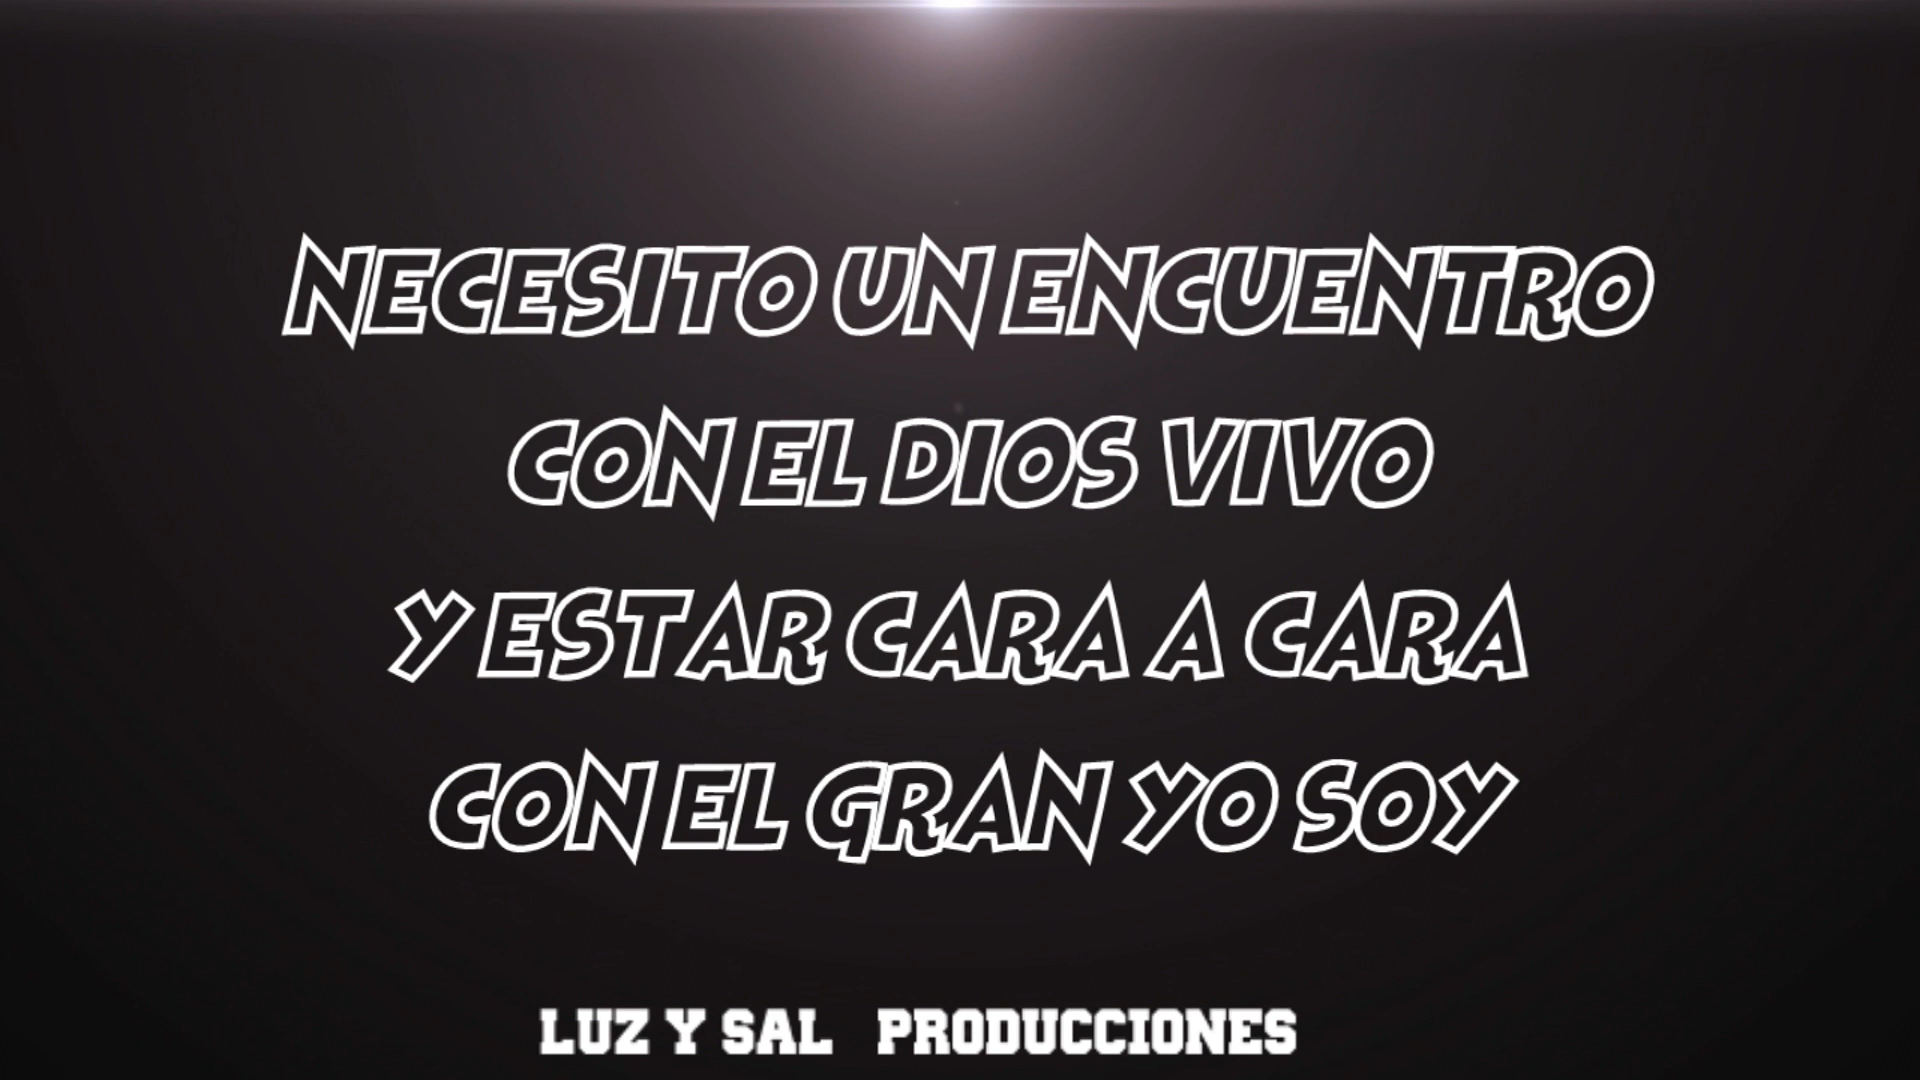 NECESITO UN ENCUENTRO
CON EL DIOS VIVO
Y ESTAR CARA A CARA
CON EL GRAN YO SOY
LUZ Y SAL PRODUCCIONES